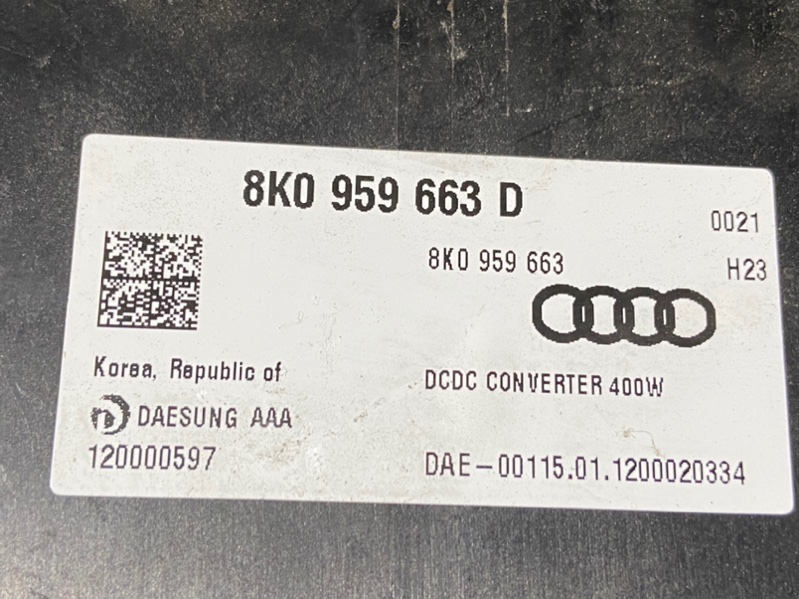 8K0 959 663 D
0021
8K0 959 663
H23
Korea, Republic of
DCDC CONVERTER 400W
DAESUNG AAA
120000597
DAE-00115.01.1200020334